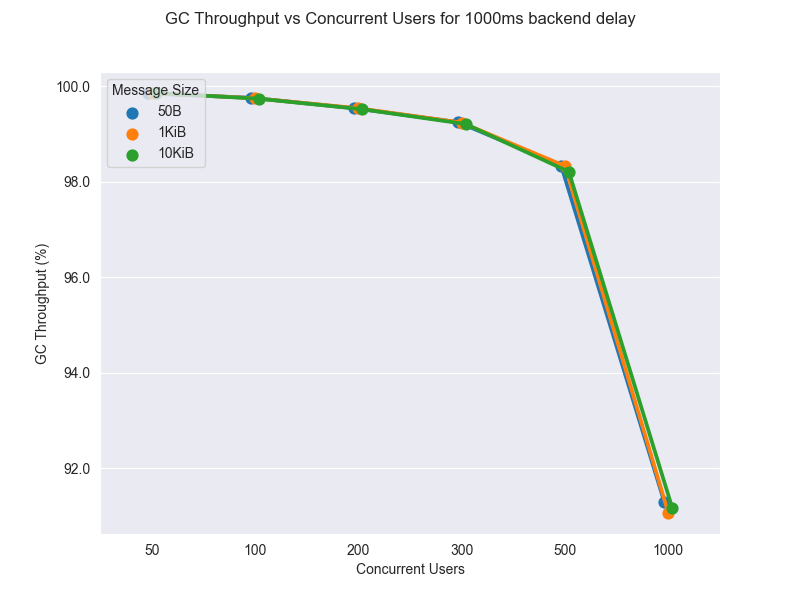 GC Throughput vs Concurrent Users for 1000ms backend delay
100.0
98.0
96.0
94.0
92.0
GC Throughput (%)
Message Size
50B
1KiB
10KiB
50 100 200 300 500 1000
Concurrent Users